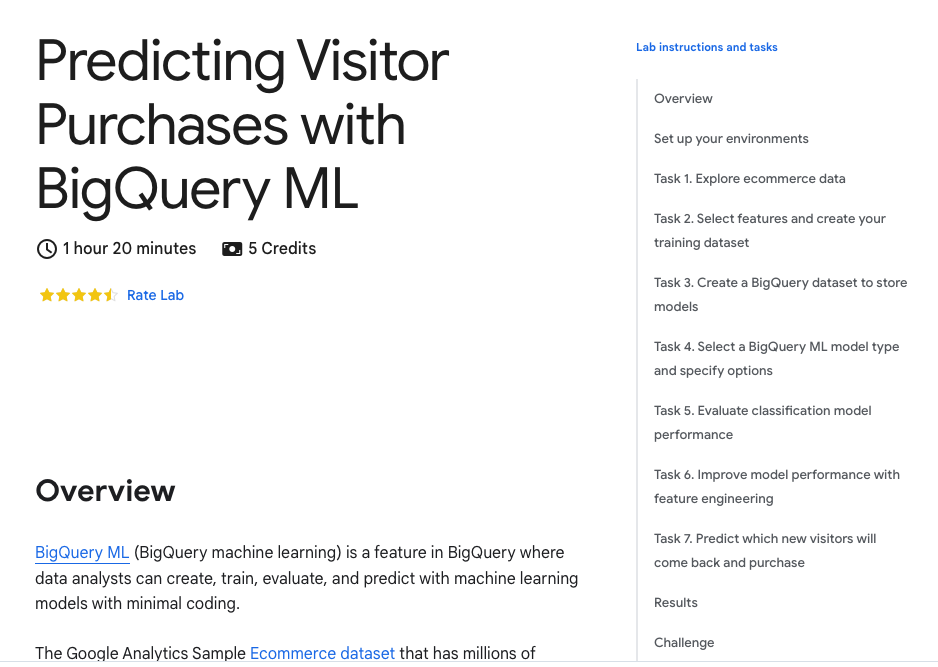 Predicting Visitor
Purchases with
BigQuery ML
1 hour 20 minutes
5 Credits
Rate Lab
Overview
BigQuery ML (BigQuery machine learning) is a feature in BigQuery where
data analysts can create, train, evaluate, and predict with machine learning
models with minimal coding.
The Google Analytics Sample Ecommerce dataset that has millions of
Lab instructions and tasks
Overview
Set up your environments
Task 1. Explore ecommerce data
Task 2. Select features and create your
training dataset
Task 3. Create a BigQuery dataset to store
models
Task 4. Select a BigQuery ML model type
and specify options
Task 5. Evaluate classification model
performance
Task 6. Improve model performance with
feature engineering
Task 7. Predict which new visitors will
come back and purchase
Results
Challenge